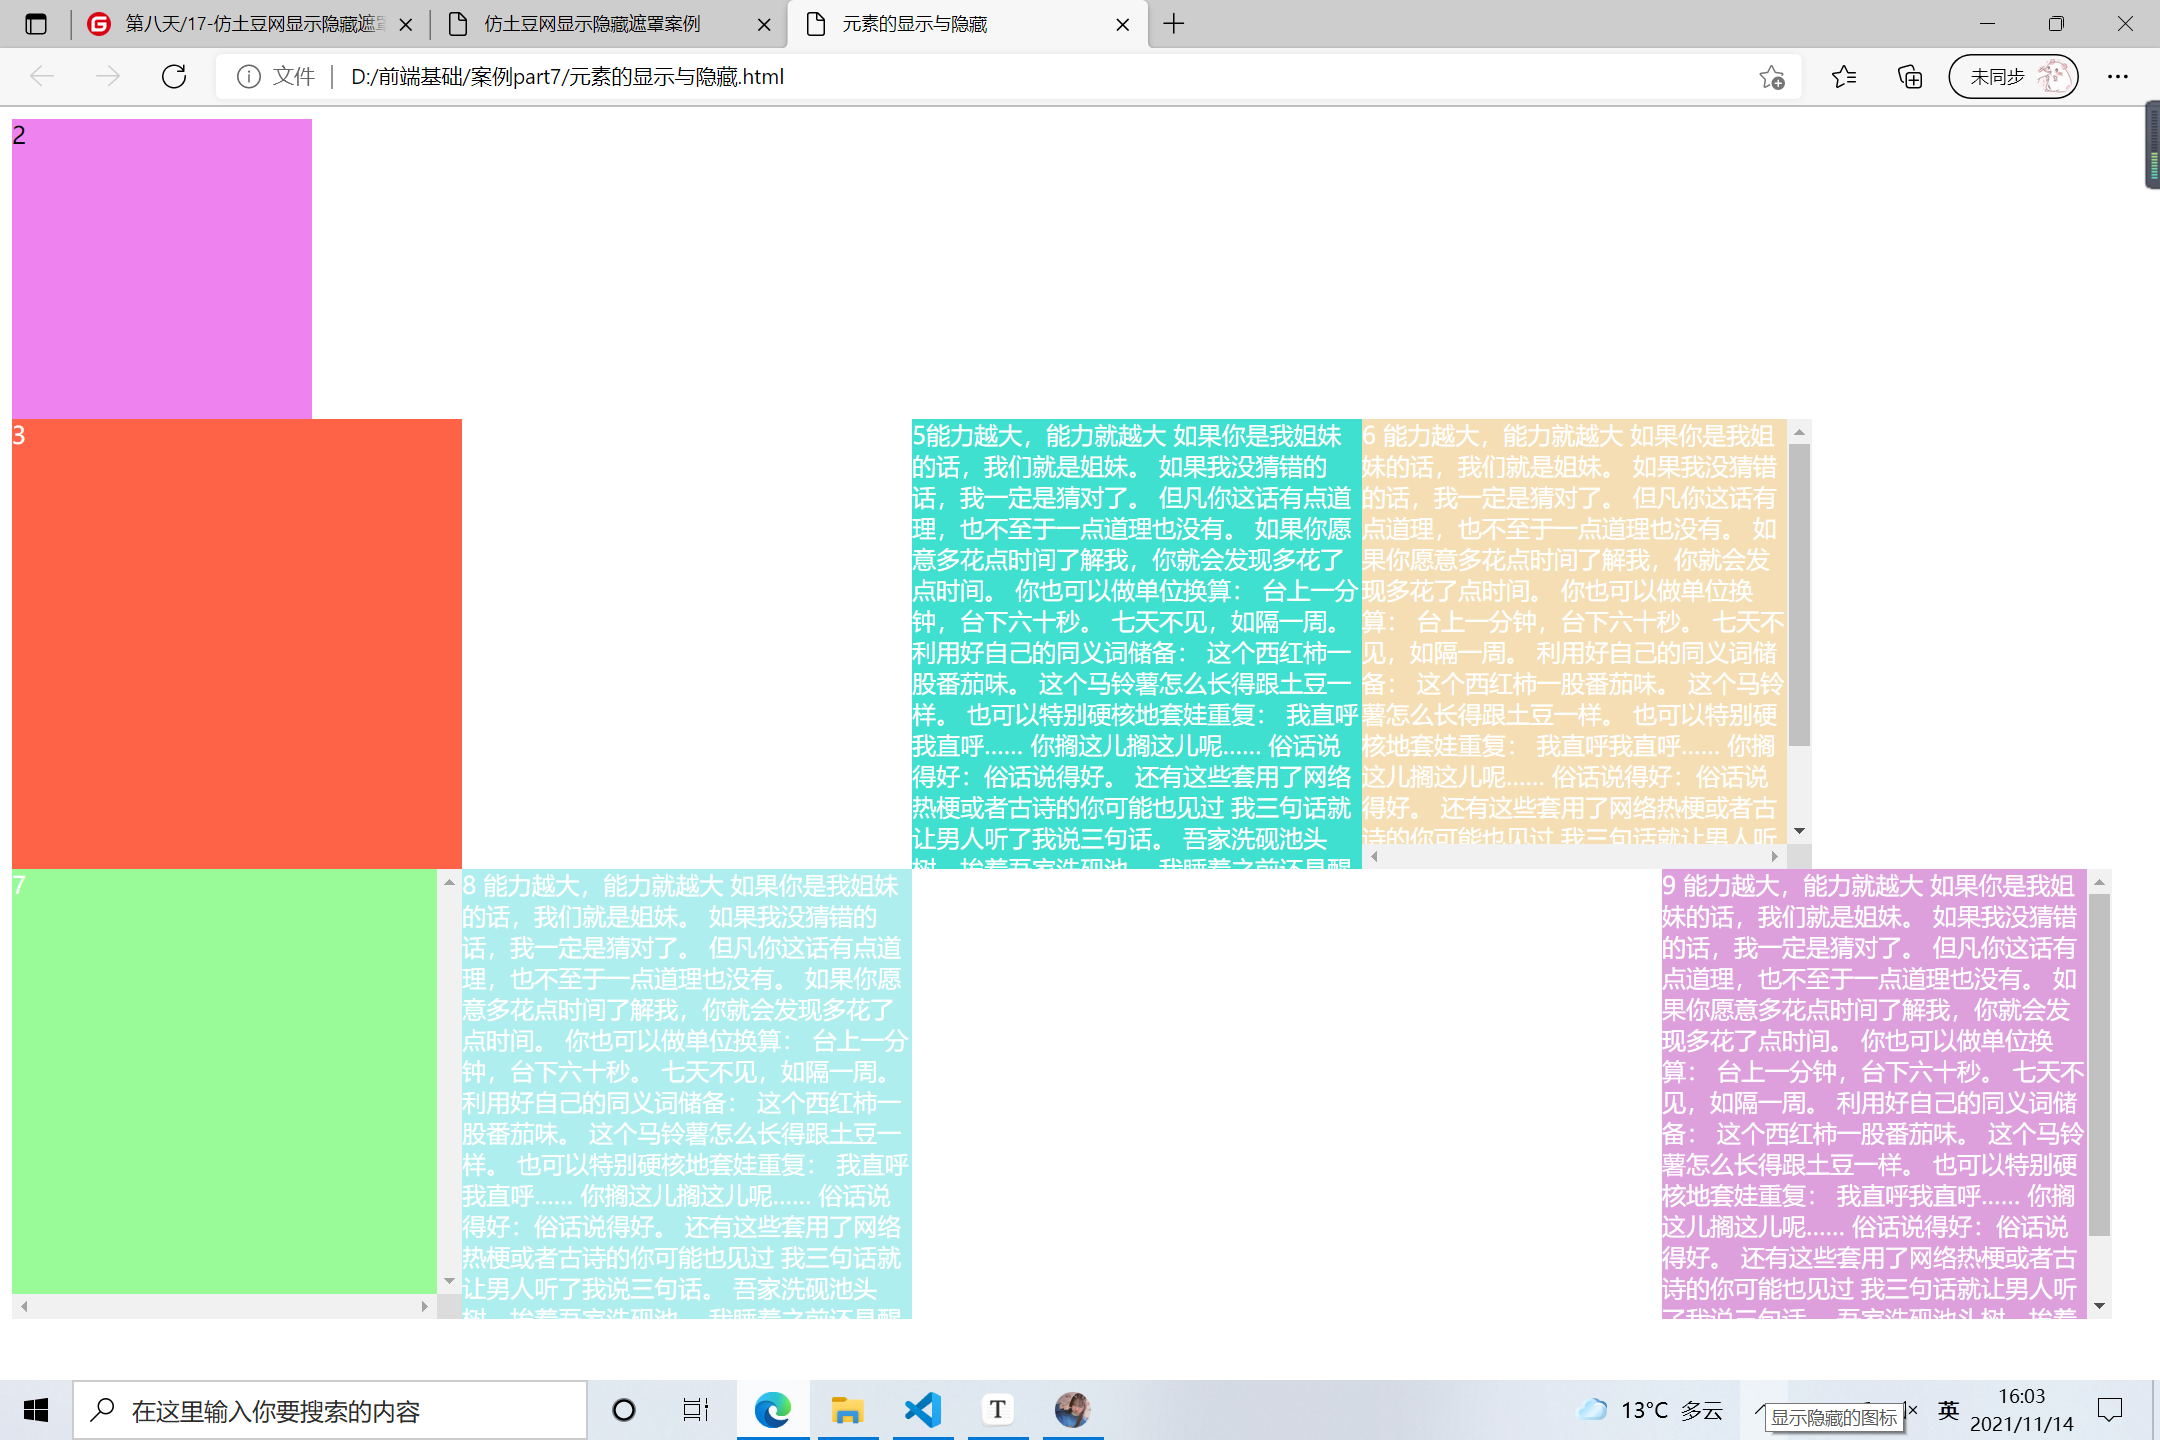 第八天/17-仿土豆网显示隐藏遮罩
仿土豆网显示隐藏遮罩案例
元素的显示与隐藏
文件
D:/前端基础/案例part7/元素的显示与隐藏.html
未同步
2
3
5能力越大，能力就越大 如果你是我姐妹
的话，我们就是姐妹。 如果我没猜错的
话，我一定是猜对了。 但凡你这话有点道
理，也不至于一点道理也没有。 如果你愿
意多花点时间了解我，你就会发现多花了
点时间。 你也可以做单位换算： 台上一分
钟，台下六十秒。 七天不见，如隔一周。
利用好自己的同义词储备： 这个西红柿一
股番茄味。 这个马铃薯怎么长得跟土豆一
样。 也可以特别硬核地套娃重复： 我直呼
我直呼…… 你搁这儿搁这儿呢…… 俗话说
得好：俗话说得好。 还有这些套用了网络
热梗或者古诗的你可能也见过 我三句话就
让男人听了我说三句话。 吾家洗砚池头
树，挨着吾家洗砚池。 我睡着之前还是醒
6 能力越大，能力就越大 如果你是我姐
妹的话，我们就是姐妹。 如果我没猜错
的话，我一定是猜对了。 但凡你这话有
点道理，也不至于一点道理也没有。 如
果你愿意多花点时间了解我，你就会发
现多花了点时间。 你也可以做单位换
算： 台上一分钟，台下六十秒。 七天不
见，如隔一周。 利用好自己的同义词储
备： 这个西红柿一股番茄味。 这个马铃
薯怎么长得跟土豆一样。 也可以特别硬
核地套娃重复： 我直呼我直呼…… 你搁
这儿搁这儿呢…… 俗话说得好：俗话说
得好。 还有这些套用了网络热梗或者古
诗的你可能也见过 我三句话就让男人听
7
8 能力越大，能力就越大 如果你是我姐妹
的话，我们就是姐妹。 如果我没猜错的
话，我一定是猜对了。 但凡你这话有点道
理，也不至于一点道理也没有。 如果你愿
意多花点时间了解我，你就会发现多花了
点时间。 你也可以做单位换算： 台上一分
钟，台下六十秒。 七天不见，如隔一周。
利用好自己的同义词储备： 这个西红柿一
股番茄味。 这个马铃薯怎么长得跟土豆一
样。 也可以特别硬核地套娃重复： 我直呼
我直呼…… 你搁这儿搁这儿呢…… 俗话说
得好：俗话说得好。 还有这些套用了网络
热梗或者古诗的你可能也见过 我三句话就
让男人听了我说三句话。 吾家洗砚池头
树，挨着吾家洗砚池。 我睡着之前还是醒
9 能力越大，能力就越大 如果你是我姐
妹的话，我们就是姐妹。 如果我没猜错
的话，我一定是猜对了。 但凡你这话有
点道理，也不至于一点道理也没有。 如
果你愿意多花点时间了解我，你就会发
现多花了点时间。 你也可以做单位换
算： 台上一分钟，台下六十秒。 七天不
见，如隔一周。 利用好自己的同义词储
备： 这个西红柿一股番茄味。 这个马铃
薯怎么长得跟土豆一样。 也可以特别硬
核地套娃重复： 我直呼我直呼…… 你搁
这儿搁这儿呢…… 俗话说得好：俗话说
得好。 还有这些套用了网络热梗或者古
诗的你可能也见过 我三句话就让男人听
了我说三句话。 吾家洗砚池头树，挨着
在这里输入你要搜索的内容
T
13°C 多云
显示隐藏的图标
英
16:03
2021/11/14